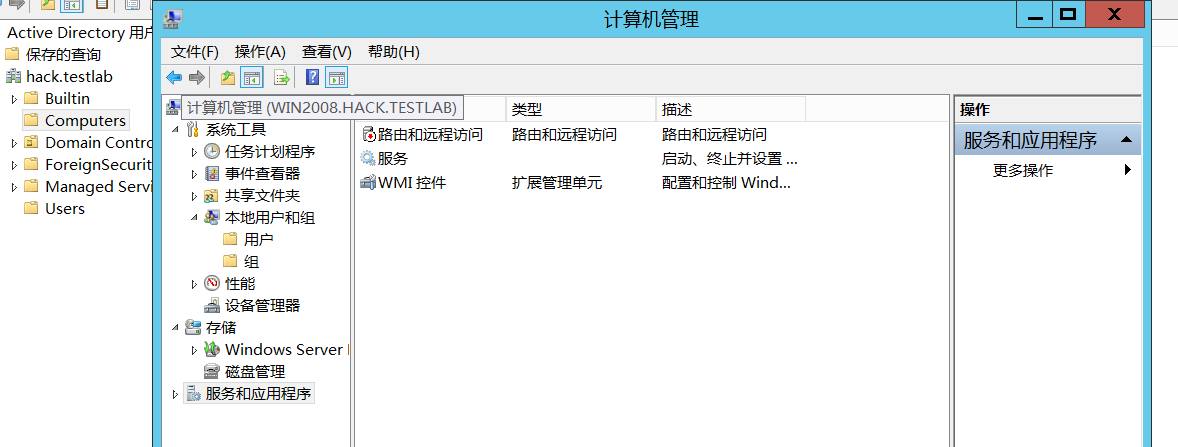 Active Directory 用户
保存的查询
hack.testlab
Builtin
Computers
Domain Contro
ForeignSecurit
Managed Servi
Users
计算机管理
文件(F) 操作(A) 查看(V) 帮助(H)
计算机管理 (WIN2008.HACK.TESTLAB)
系统工具
任务计划程序
事件查看器
共享文件夹
本地用户和组
用户
组
性能
设备管理器
存储
Windows Server
磁盘管理
服务和应用程序
类型 描述
路由和远程访问 路由和远程访问 路由和远程访问
服务 启动、终止并设置 ...
WMI 控件 扩展管理单元 配置和控制 Wind...
操作
服务和应用程序
更多操作